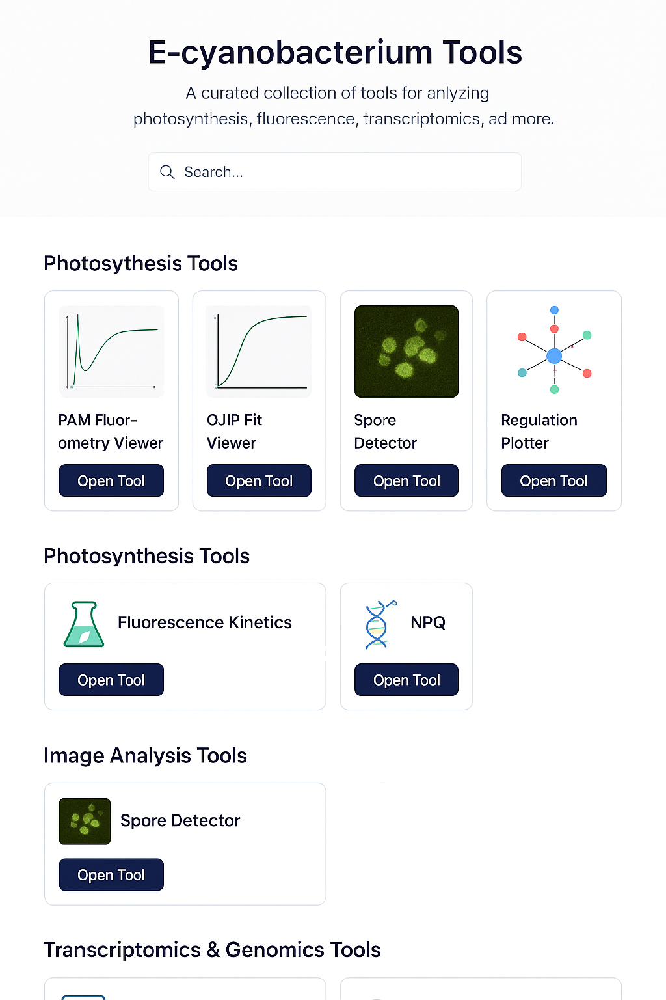 E-cyanobacterium Tools
A curated collection of tools for anlyzing
photosynthesis, fluorescence, transcriptomics, ad more.
Search...
Photosythesis Tools
PAM Fluor-
ometry Viewer
Open Tool
OJIP Fit
Viewer
Open Tool
Spore
Detector
Open Tool
Regulation
Plotter
Open Tool
Photosynthesis Tools
Fluorescence Kinetics
Open Tool
NPQ
Open Tool
Image Analysis Tools
Spore Detector
Open Tool
Transcriptomics & Genomics Tools